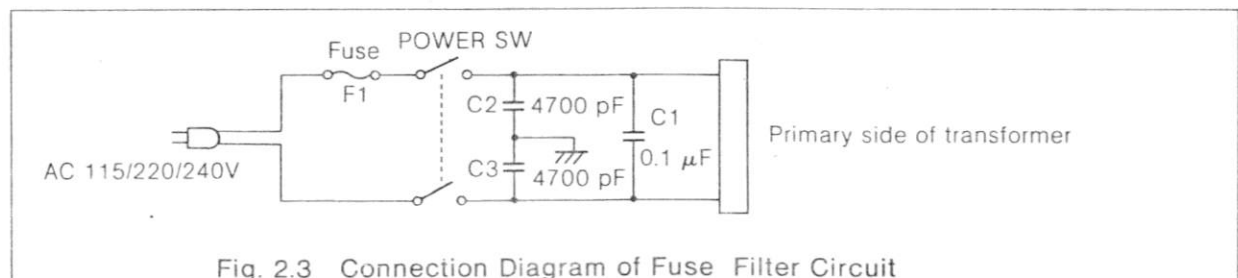 Fuse
POWER SW
F1
C2
4700 pF
C1
0.1 μF
C3
4700 pF
AC 115/220/240V
Primary side of transformer
Fig. 2.3 Connection Diagram of Fuse Filter Circuit